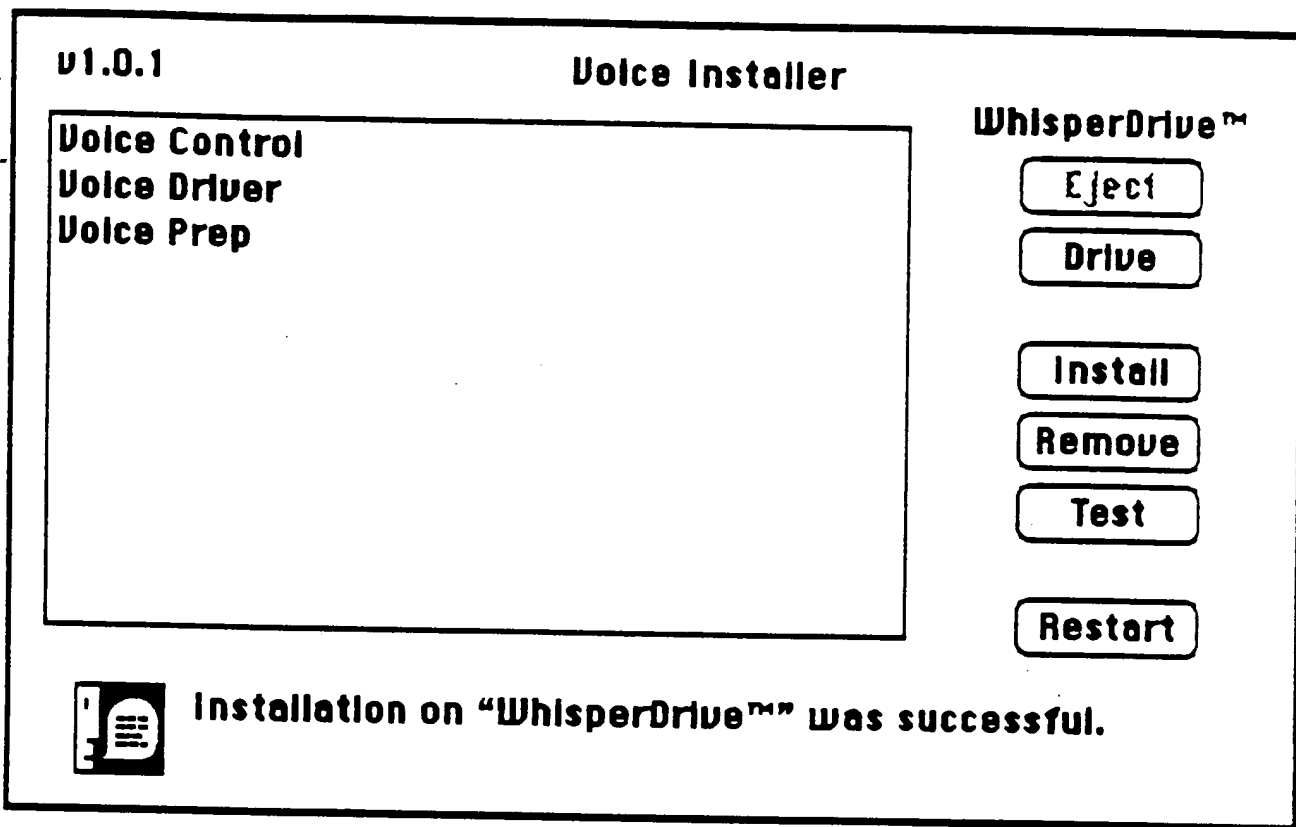 v1.0.1
Voice Installer
Voice Control
Voice Driver
Voice Prep
WhisperDrive™
Eject
Drive
Install
Remove
Test
Restart
Installation on “WhisperDrive™” was successful.